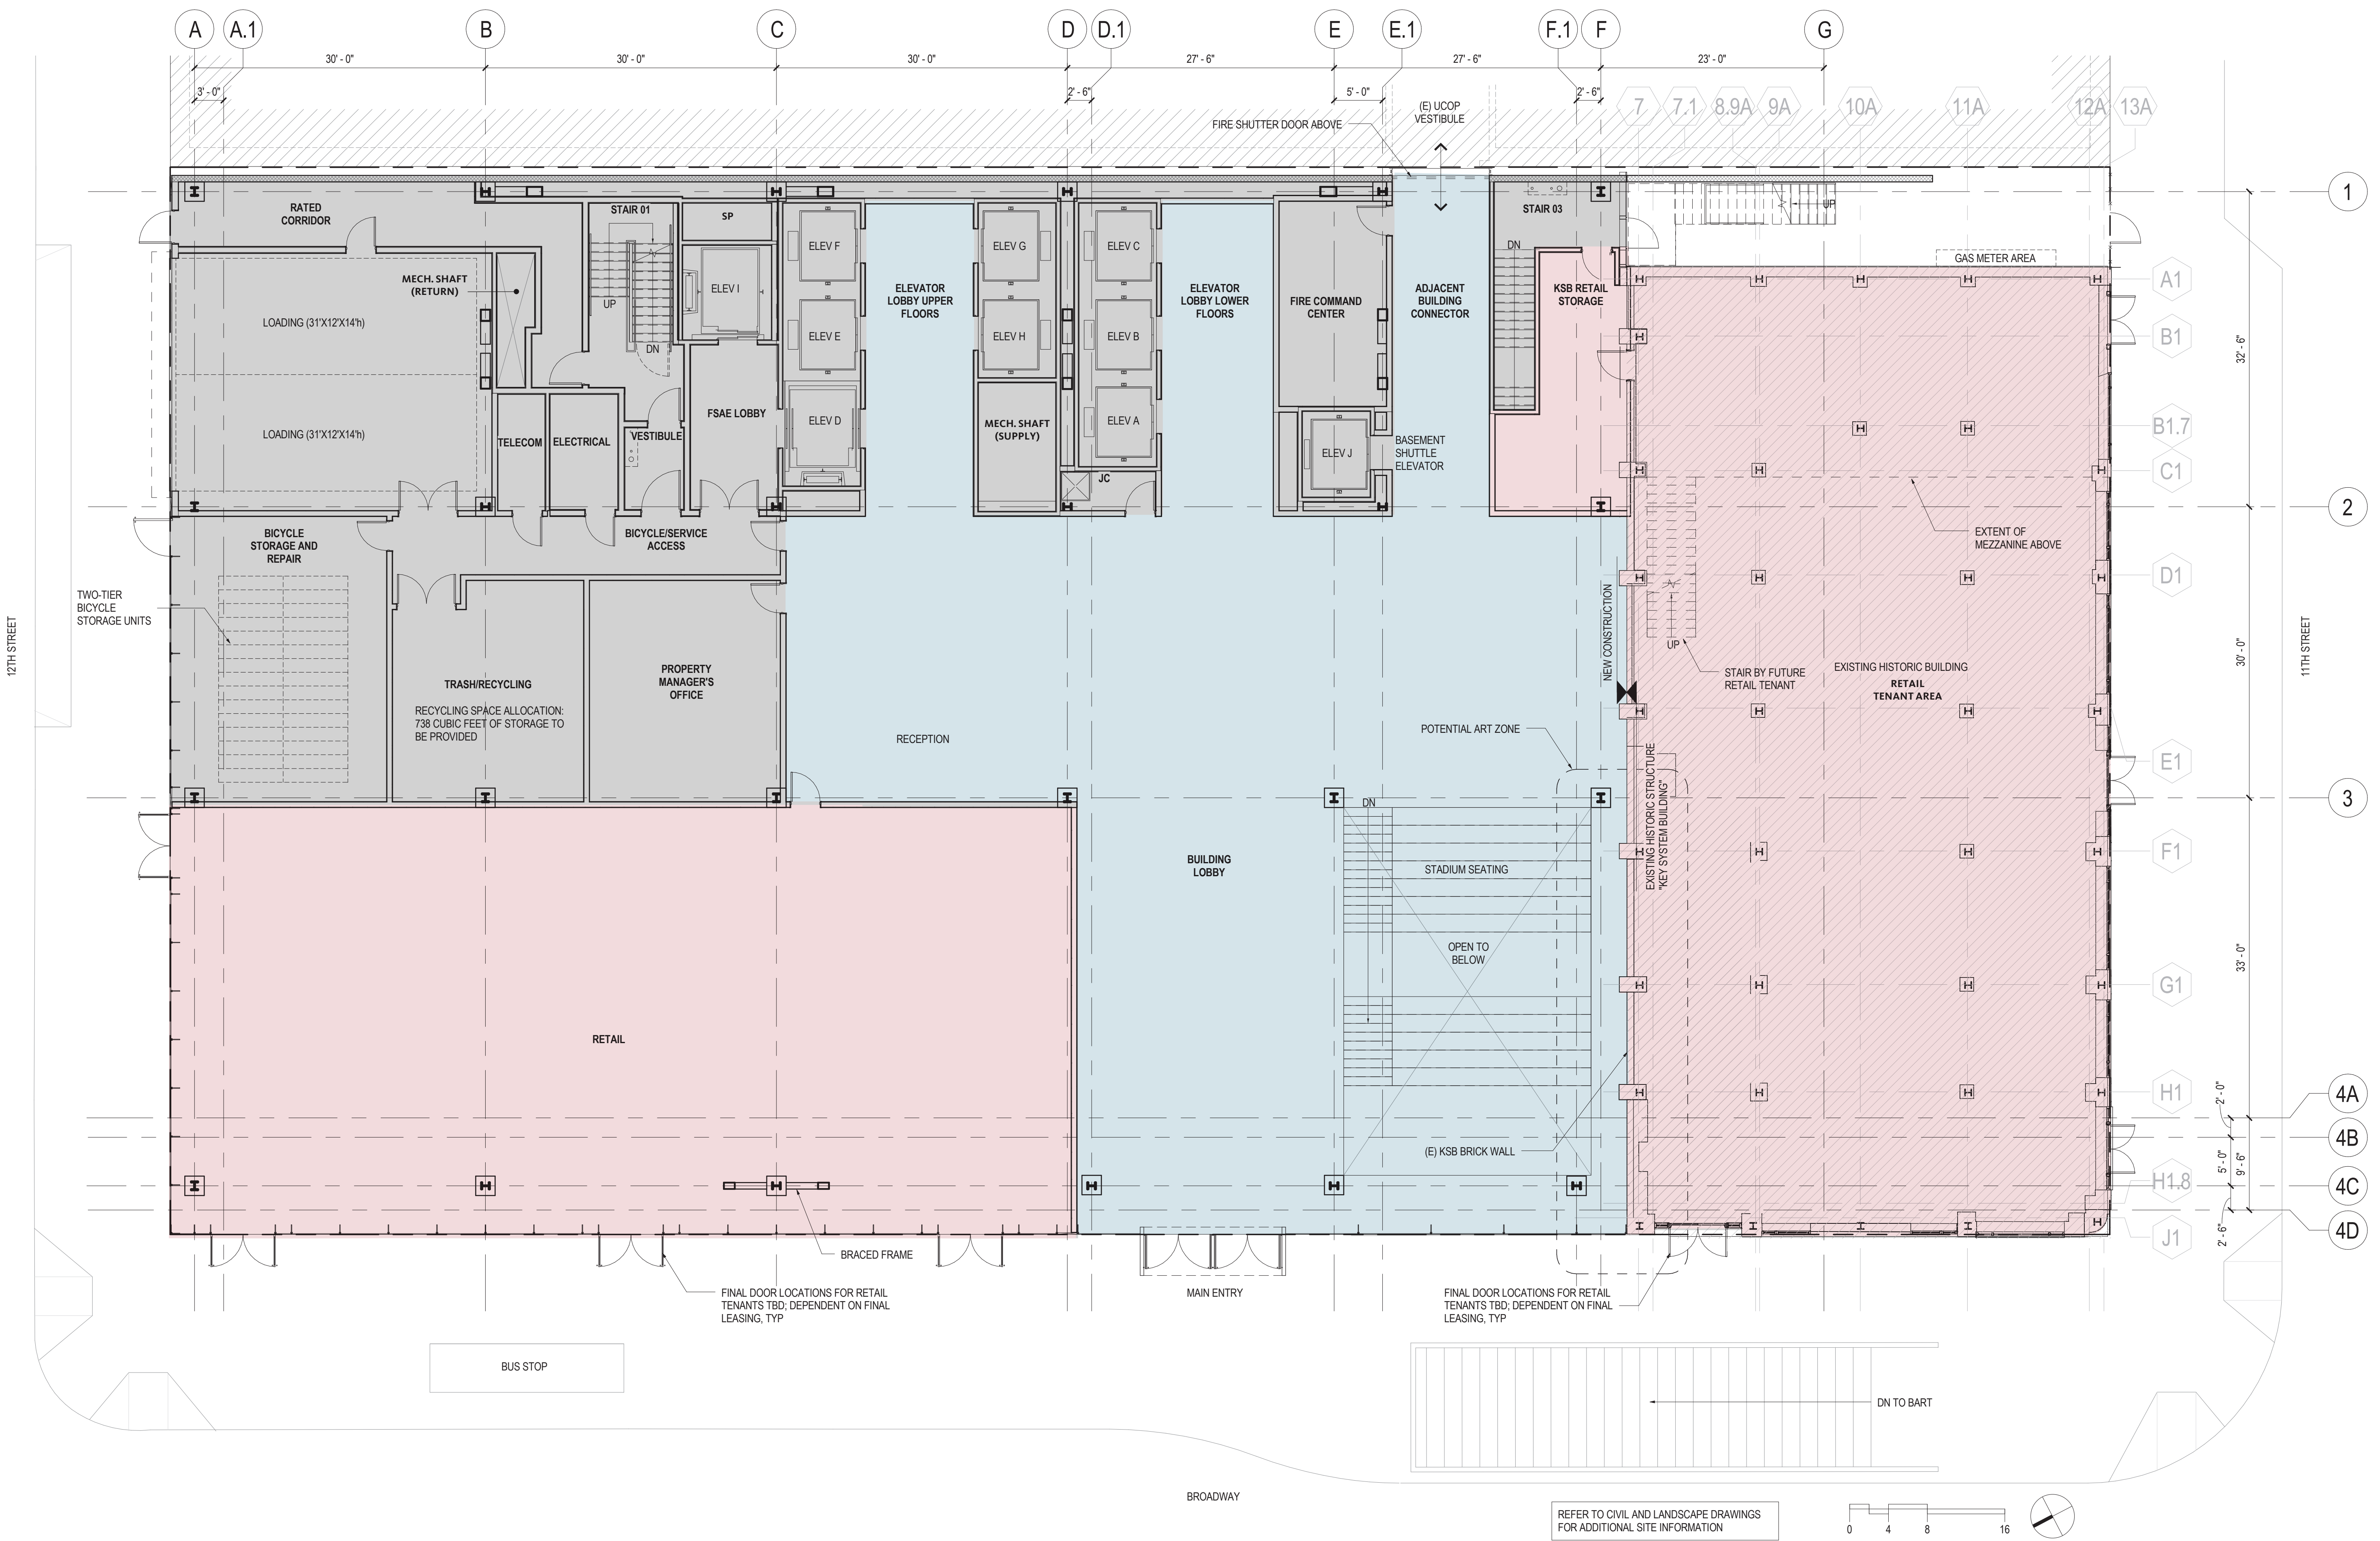 A
A.1
B
C
D
D.1
E
E.1
F.1
F
G
30' - 0"
30' - 0"
30' - 0"
27' - 6"
27' - 6"
23' - 0"
3' - 0"
2' - 6"
5' - 0"
2' - 6"
(E) UCOP
VESTIBULE
FIRE SHUTTER DOOR ABOVE
7
7.1
8.9A
9A
10A
11A
12A
13A
1
RATED
CORRIDOR
STAIR 01
SP
STAIR 03
UP
ELEV F
ELEV G
ELEV C
DN
GAS METER AREA
A1
MECH. SHAFT
(RETURN)
ELEV I
ELEVATOR
LOBBY UPPER
FLOORS
ELEVATOR
LOBBY LOWER
FLOORS
FIRE COMMAND
CENTER
ADJACENT
BUILDING
CONNECTOR
KSB RETAIL
STORAGE
UP
LOADING (31'X12'X14'h)
ELEV E
ELEV H
ELEV B
B1
DN
32' - 6"
FSAE LOBBY
ELEV D
MECH. SHAFT
(SUPPLY)
ELEV A
B1.7
LOADING (31'X12'X14'h)
TELECOM
ELECTRICAL
VESTIBULE
ELEV J
BASEMENT
SHUTTLE
ELEVATOR
C1
JC
2
BICYCLE
STORAGE AND
REPAIR
BICYCLE/SERVICE
ACCESS
EXTENT OF
MEZZANINE ABOVE
D1
TWO-TIER
BICYCLE
STORAGE UNITS
NEW CONSTRUCTION
UP
12TH STREET
11TH STREET
30' - 0"
TRASH/RECYCLING
RECYCLING SPACE ALLOCATION:
738 CUBIC FEET OF STORAGE TO
BE PROVIDED
PROPERTY
MANAGER'S
OFFICE
STAIR BY FUTURE
RETAIL TENANT
EXISTING HISTORIC BUILDING
RETAIL
TENANT AREA
RECEPTION
POTENTIAL ART ZONE
E1
EXISTING HISTORIC STRUCTURE
"KEY SYSTEM BUILDING"
3
DN
BUILDING
LOBBY
STADIUM SEATING
F1
OPEN TO
BELOW
33' - 0"
G1
RETAIL
H1
2' - 0"
4A
4B
(E) KSB BRICK WALL
5' - 0"
9' - 6"
H1.8
4C
2' - 6"
4D
J1
BRACED FRAME
FINAL DOOR LOCATIONS FOR RETAIL
TENANTS TBD; DEPENDENT ON FINAL
LEASING, TYP
MAIN ENTRY
FINAL DOOR LOCATIONS FOR RETAIL
TENANTS TBD; DEPENDENT ON FINAL
LEASING, TYP
BUS STOP
DN TO BART
BROADWAY
REFER TO CIVIL AND LANDSCAPE DRAWINGS
FOR ADDITIONAL SITE INFORMATION
0
4
8
16